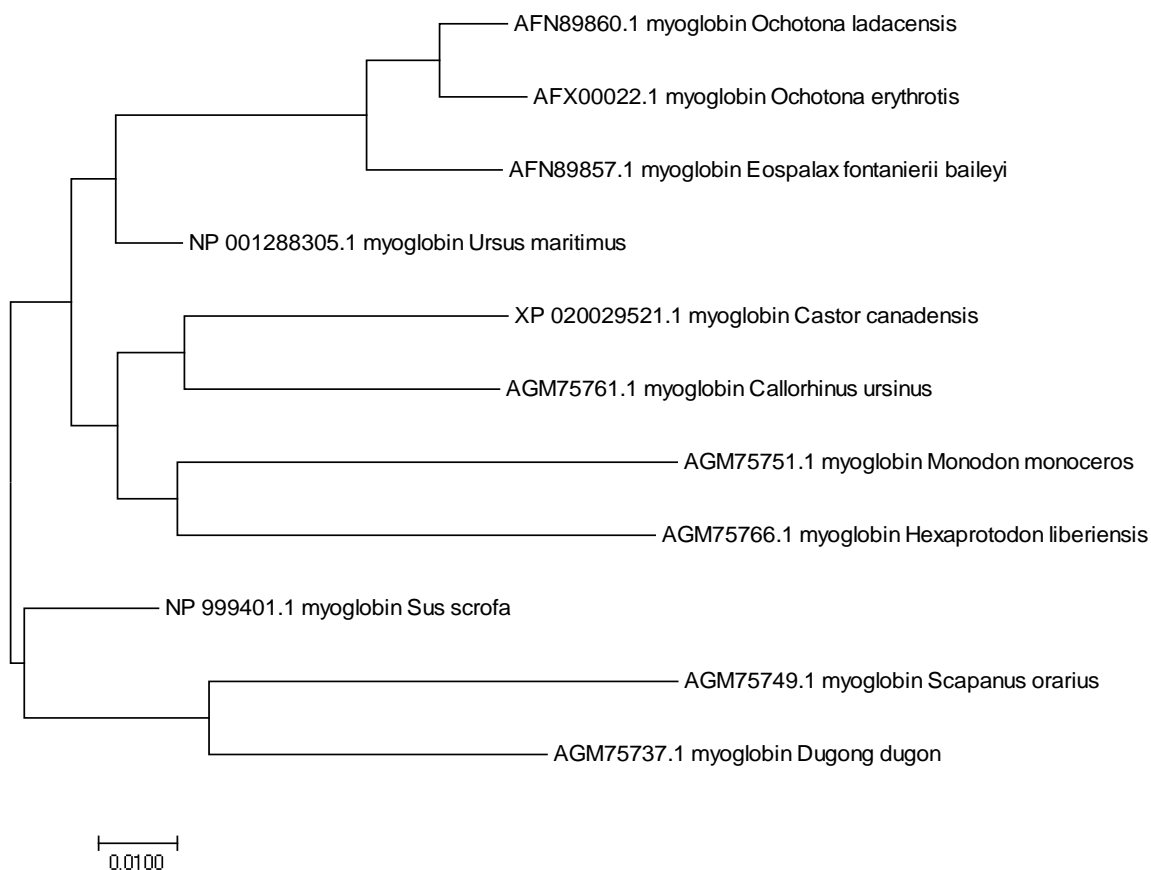 AFN89860.1 myoglobin Ochotona ladacensis
AFX00022.1 myoglobin Ochotona erythrotis
AFN89857.1 myoglobin Eospalax fontanierii baileyi
NP 001288305.1 myoglobin Ursus maritimus
XP 020029521.1 myoglobin Castor canadensis
AGM75761.1 myoglobin Callorhinus ursinus
AGM75751.1 myoglobin Monodon monoceros
AGM75766.1 myoglobin Hexaprotodon liberiensis
NP 999401.1 myoglobin Sus scrofa
AGM75749.1 myoglobin Scapanus orarius
AGM75737.1 myoglobin Dugong dugon
0.0100